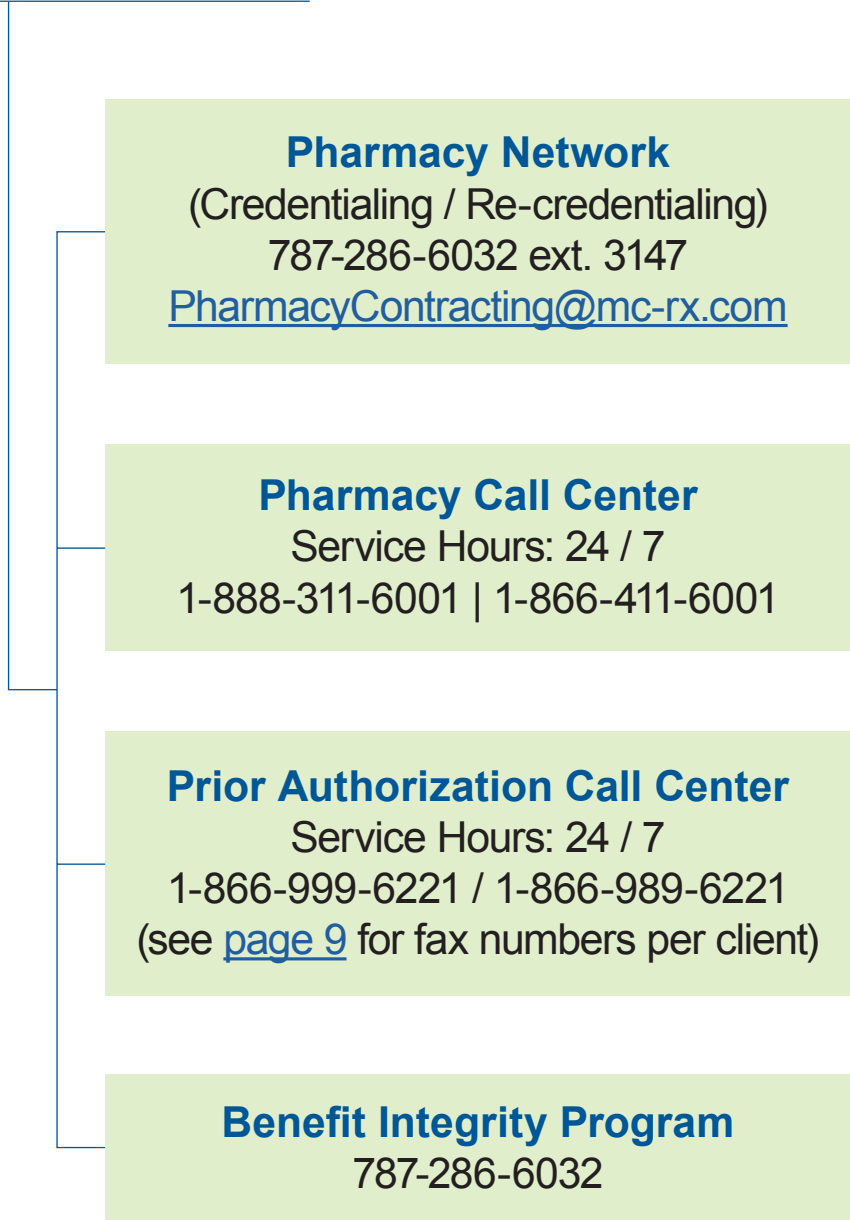 Pharmacy Network
(Credentialing / Re-credentialing)
787-286-6032 ext. 3147
PharmacyContracting@mc-rx.com
Pharmacy Call Center
Service Hours: 24 / 7
1-888-311-6001 | 1-866-411-6001
Prior Authorization Call Center
Service Hours: 24 / 7
1-866-999-6221 / 1-866-989-6221
(see page 9 for fax numbers per client)
Benefit Integrity Program
787-286-6032